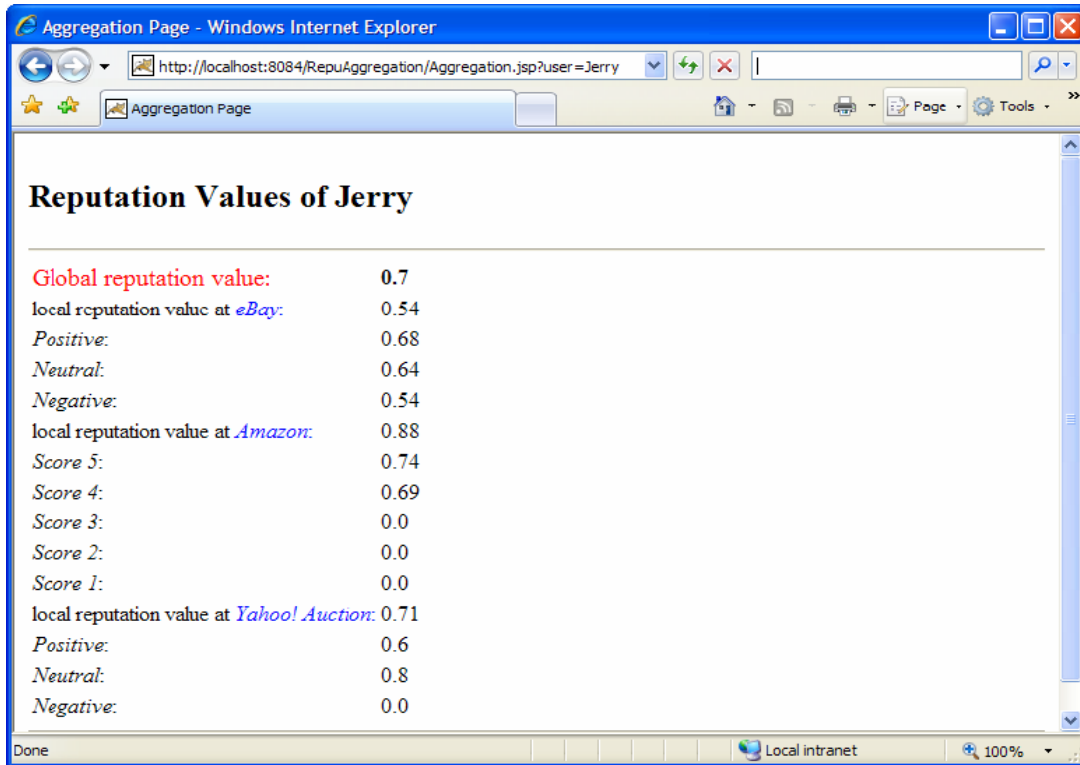 Aggregation Page - Windows Internet Explorer
http://localhost:8084/RepuAggregation/Aggregation.jsp?user=Jerry
Aggregation Page
Page
Tools
»
Reputation Values of Jerry
Global reputation value: 0.7
local reputation value at eBay: 0.54
Positive: 0.68
Neutral: 0.64
Negative: 0.54
local reputation value at Amazon: 0.88
Score 5: 0.74
Score 4: 0.69
Score 3: 0.0
Score 2: 0.0
Score 1: 0.0
local reputation value at Yahoo! Auction: 0.71
Positive: 0.6
Neutral: 0.8
Negative: 0.0
Done
Local intranet
100%